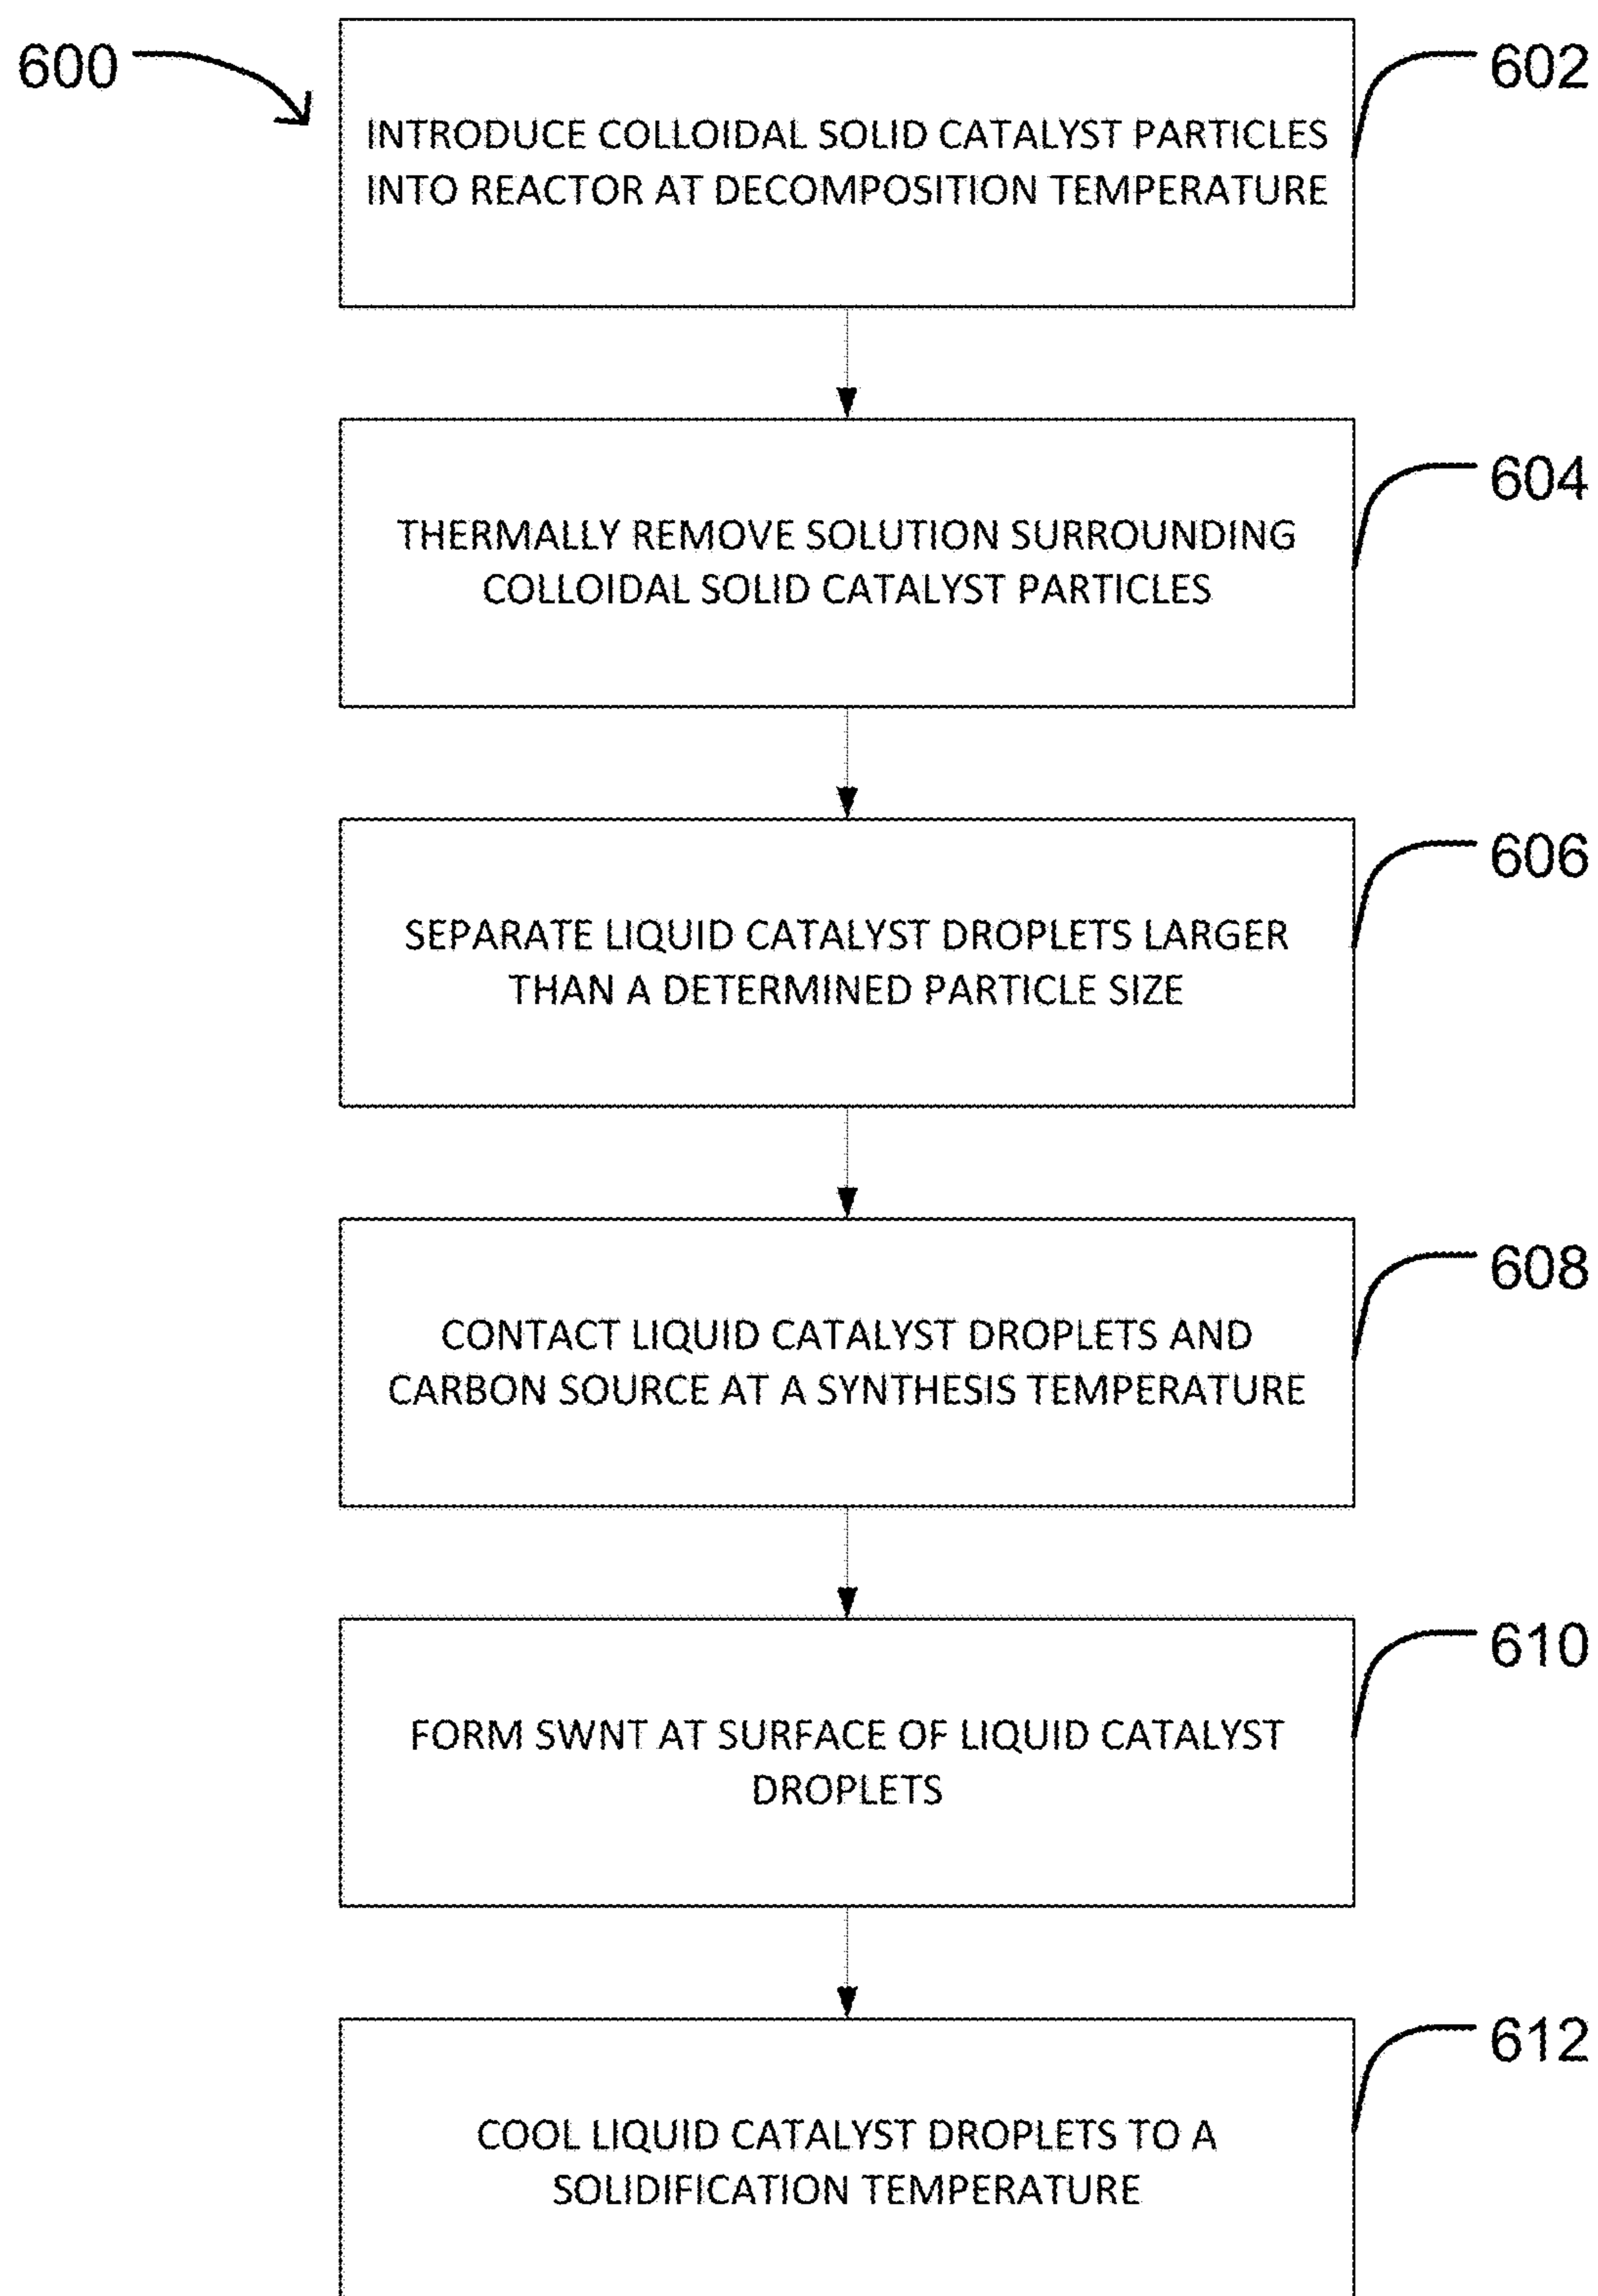 600
602
INTRODUCE COLLOIDAL SOLID CATALYST PARTICLES
INTO REACTOR AT DECOMPOSITION TEMPERATURE
604
THERMALLY REMOVE SOLUTION SURROUNDING
COLLOIDAL SOLID CATALYST PARTICLES
606
SEPARATE LIQUID CATALYST DROPLETS LARGER
THAN A DETERMINED PARTICLE SIZE
608
CONTACT LIQUID CATALYST DROPLETS AND
CARBON SOURCE AT A SYNTHESIS TEMPERATURE
610
FORM SWNT AT SURFACE OF LIQUID CATALYST
DROPLETS
612
COOL LIQUID CATALYST DROPLETS TO A
SOLIDIFICATION TEMPERATURE